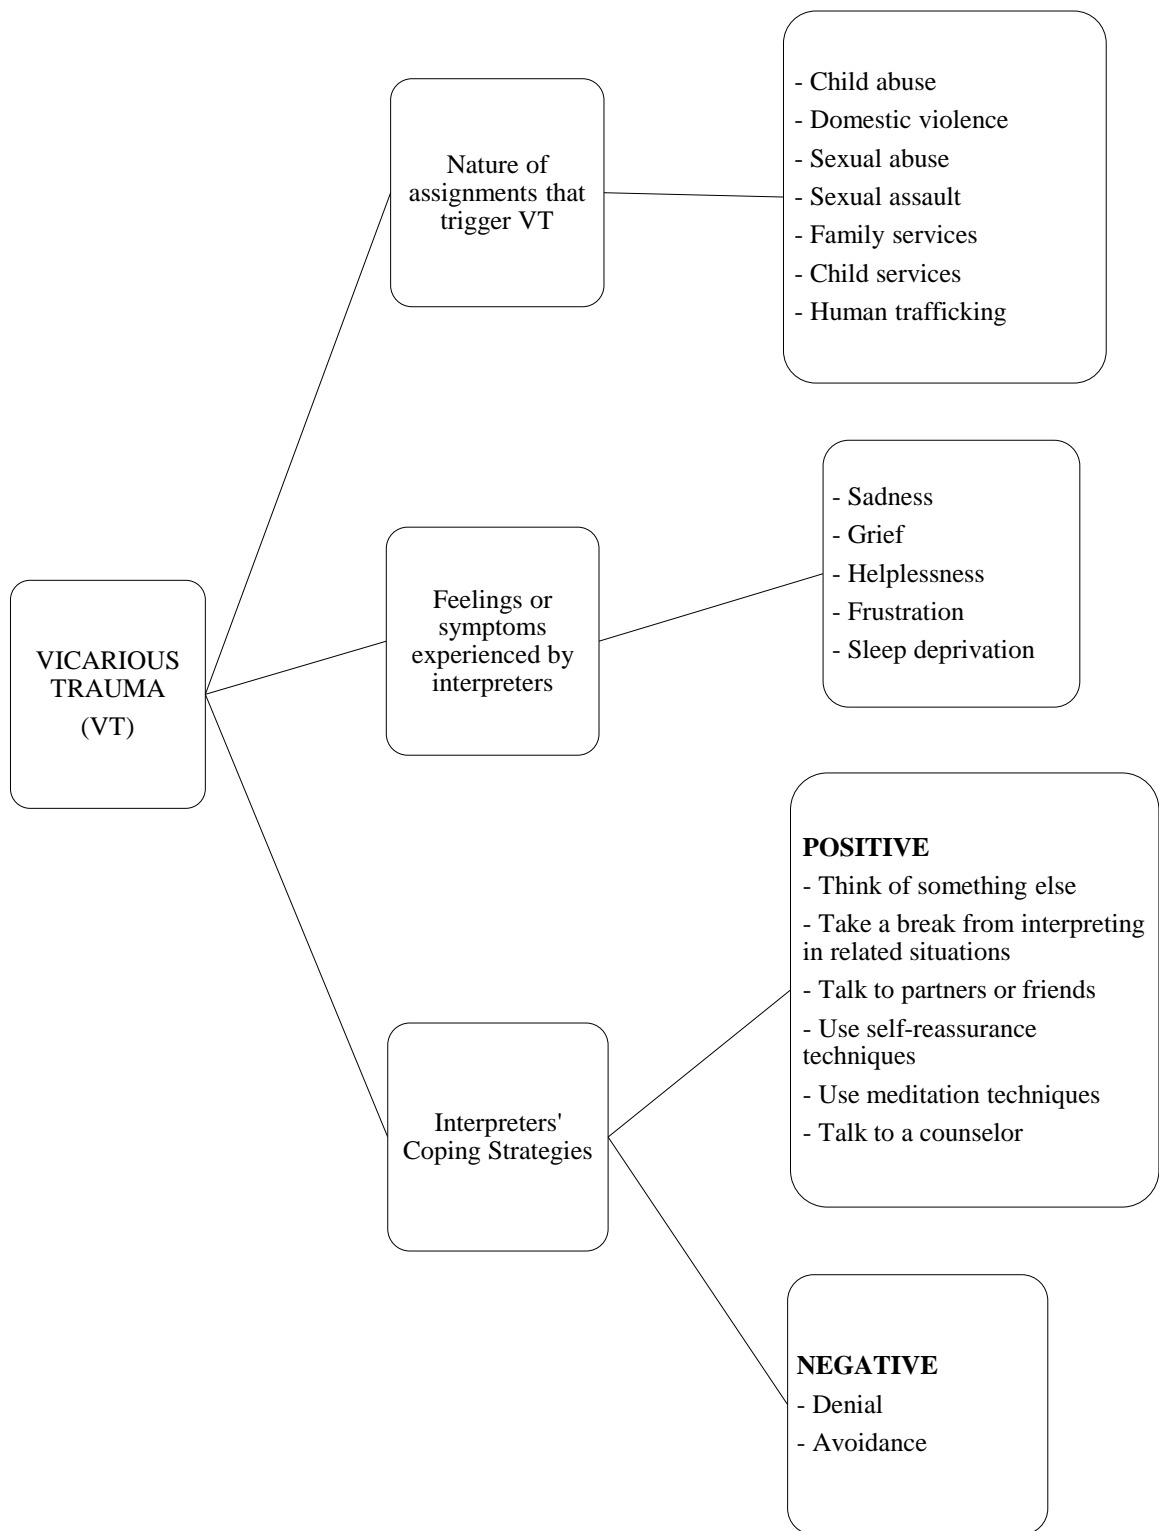 VICARIOUS
TRAUMA
(VT)
Nature of
assignments that
trigger VT
- Child abuse
- Domestic violence
- Sexual abuse
- Sexual assault
- Family services
- Child services
- Human trafficking
Feelings or
symptoms
experienced by
interpreters
- Sadness
- Grief
- Helplessness
- Frustration
- Sleep deprivation
Interpreters'
Coping Strategies
POSITIVE
- Think of something else
- Take a break from interpreting
in related situations
- Talk to partners or friends
- Use self-reassurance
techniques
- Use meditation techniques
- Talk to a counselor
NEGATIVE
- Denial
- Avoidance